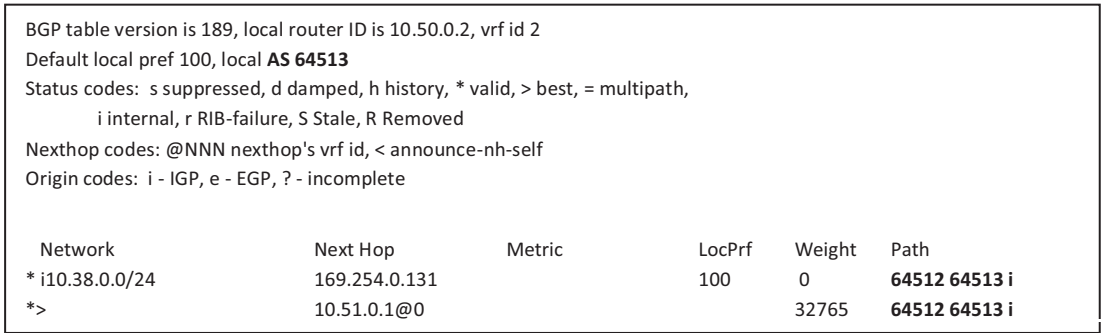 BGP table version is 189, local router ID is 10.50.0.2, vrf id 2
Default local pref 100, local AS 64513
Status codes:  s suppressed, d damped, h history, * valid, > best, = multipath,
i internal, r RIB-failure, S Stale, R Removed
Nexthop codes: @NNN nexthop's vrf id, < announce-nh-self
Origin codes:  i - IGP, e - EGP, ? - incomplete
Network Next Hop Metric LocPrf Weight Path
* i10.38.0.0/24 169.254.0.131 100 0 64512 64513 i
*> 10.51.0.1@0 32765 64512 64513 i